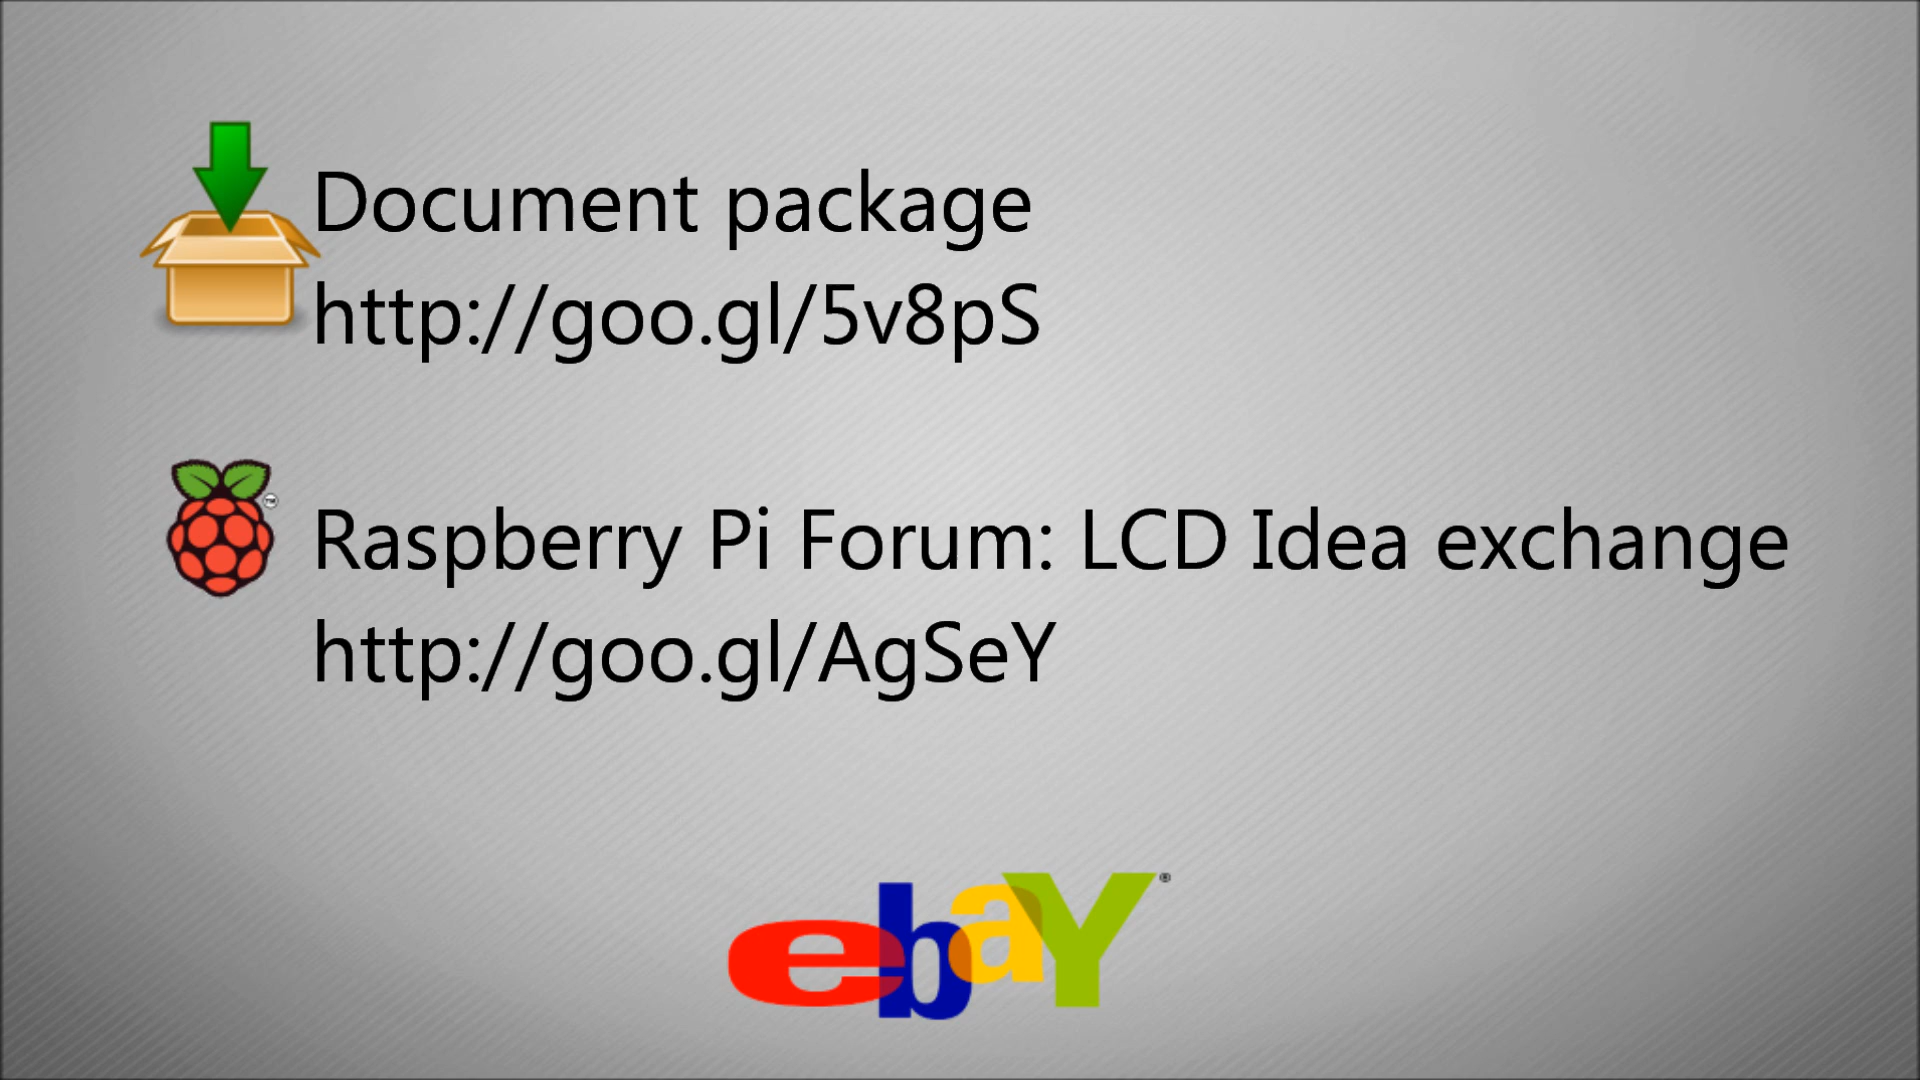 Document package
http://goo.gl/5v8pS
Raspberry Pi Forum: LCD Idea exchange
http://goo.gl/AgSeY
ebaY®